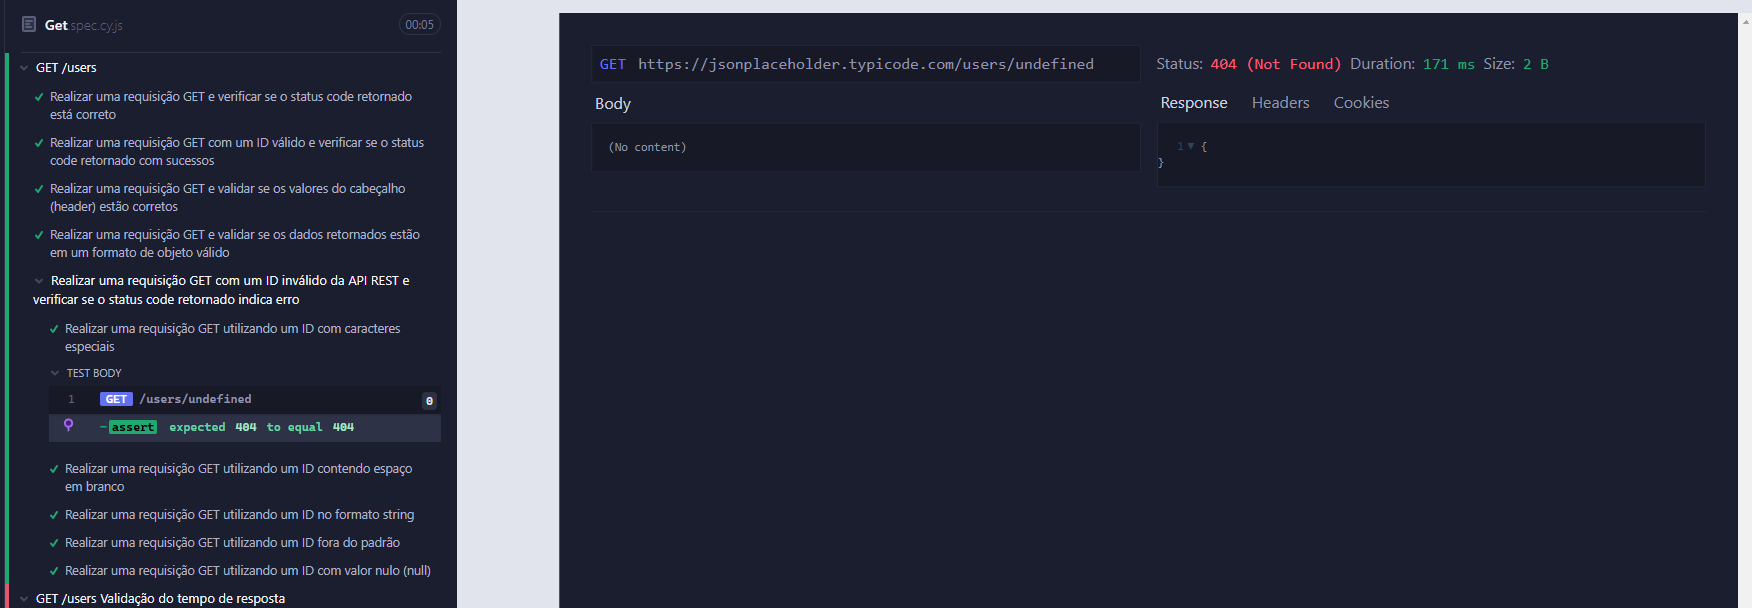 Get.spec.cy.js
00:05
GET /users
Realizar uma requisição GET e verificar se o status code retornado
está correto
Realizar uma requisição GET com um ID válido e verificar se o status
code retornado com sucessos
Realizar uma requisição GET e validar se os valores do cabeçalho
(header) estão corretos
Realizar uma requisição GET e validar se os dados retornados estão
em um formato de objeto válido
Realizar uma requisição GET com um ID inválido da API REST e
verificar se o status code retornado indica erro
Realizar uma requisição GET utilizando um ID com caracteres
especiais
TEST BODY
1 GET /users/undefined 0
-assert expected 404 to equal 404
Realizar uma requisição GET utilizando um ID contendo espaço
em branco
Realizar uma requisição GET utilizando um ID no formato string
Realizar uma requisição GET utilizando um ID fora do padrão
Realizar uma requisição GET utilizando um ID com valor nulo (null)
GET /users Validação do tempo de resposta
GET https://jsonplaceholder.typicode.com/users/undefined
Body
(No content)
Status: 404 (Not Found) Duration: 171 ms Size: 2 B
Response Headers Cookies
1 {
}